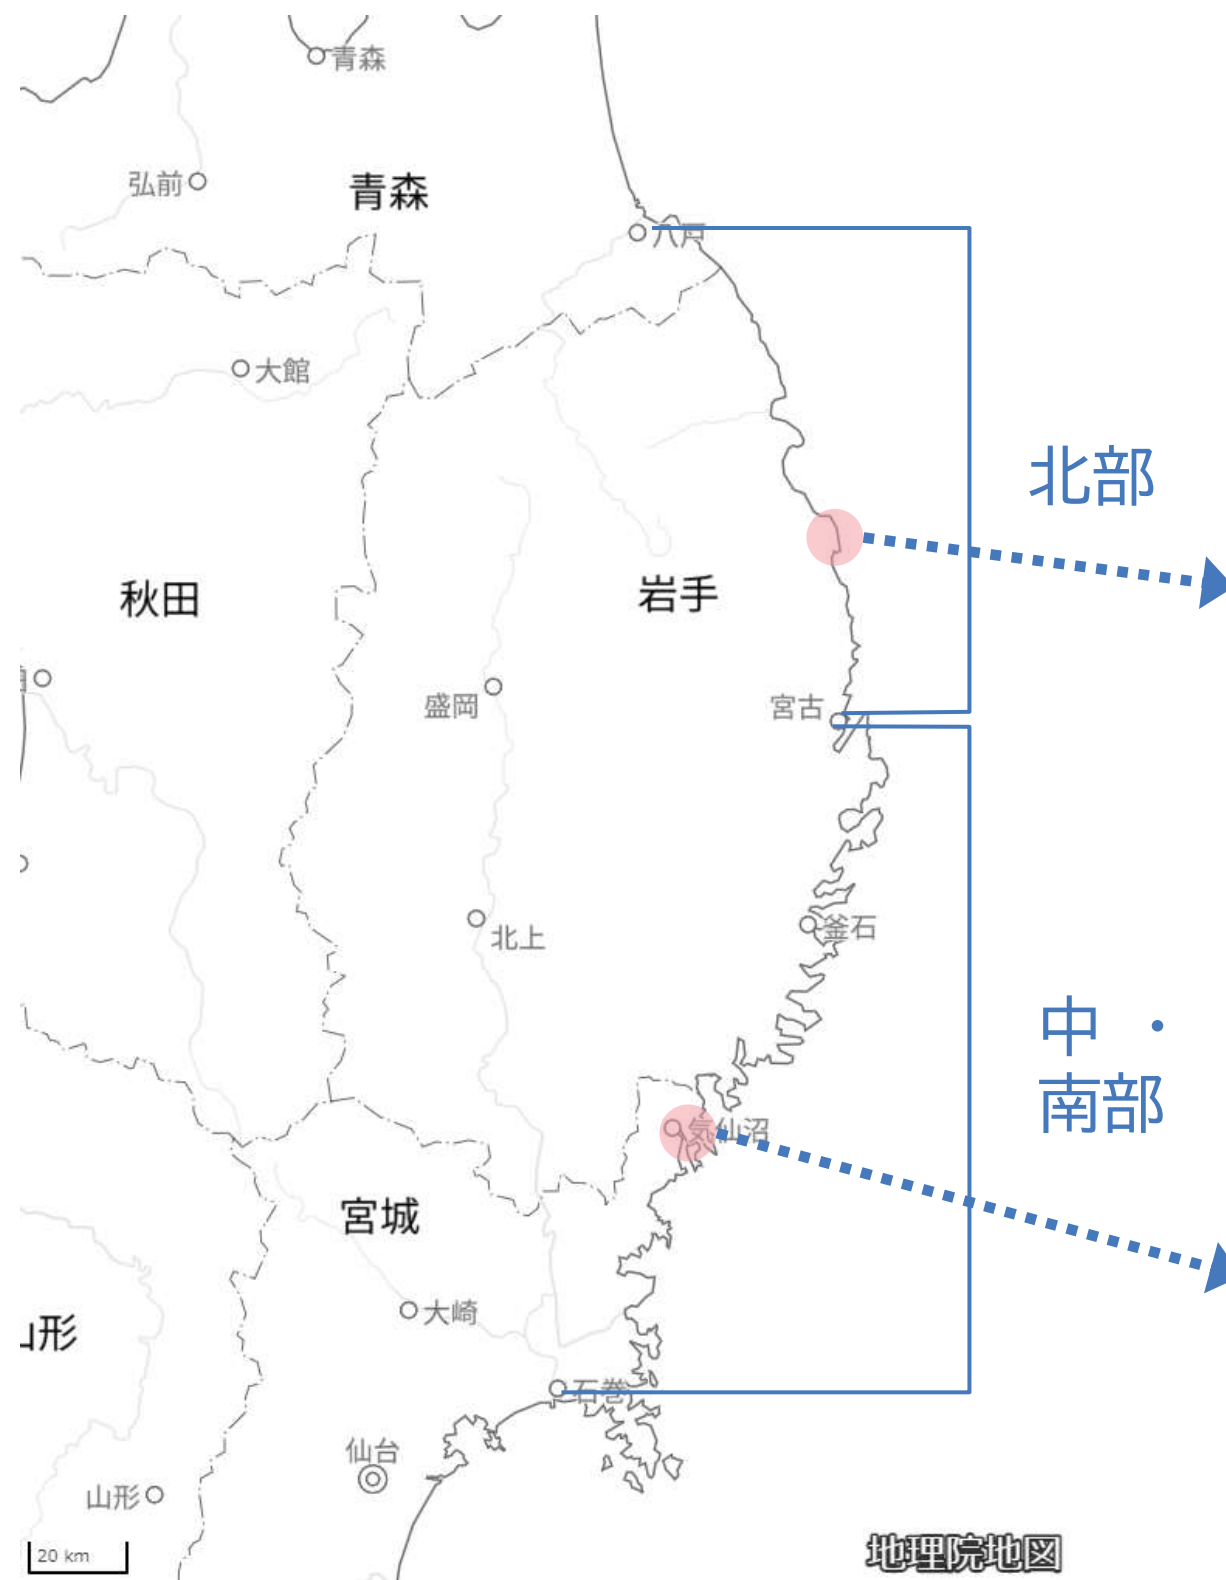 青森
弘前
青森
八戸
大館
北部
秋田
岩手
盛岡
宮古
北上
釜石
中・
南部
気仙沼
宮城
大崎
山形
石巻
仙台
山形
20 km
地理院地図